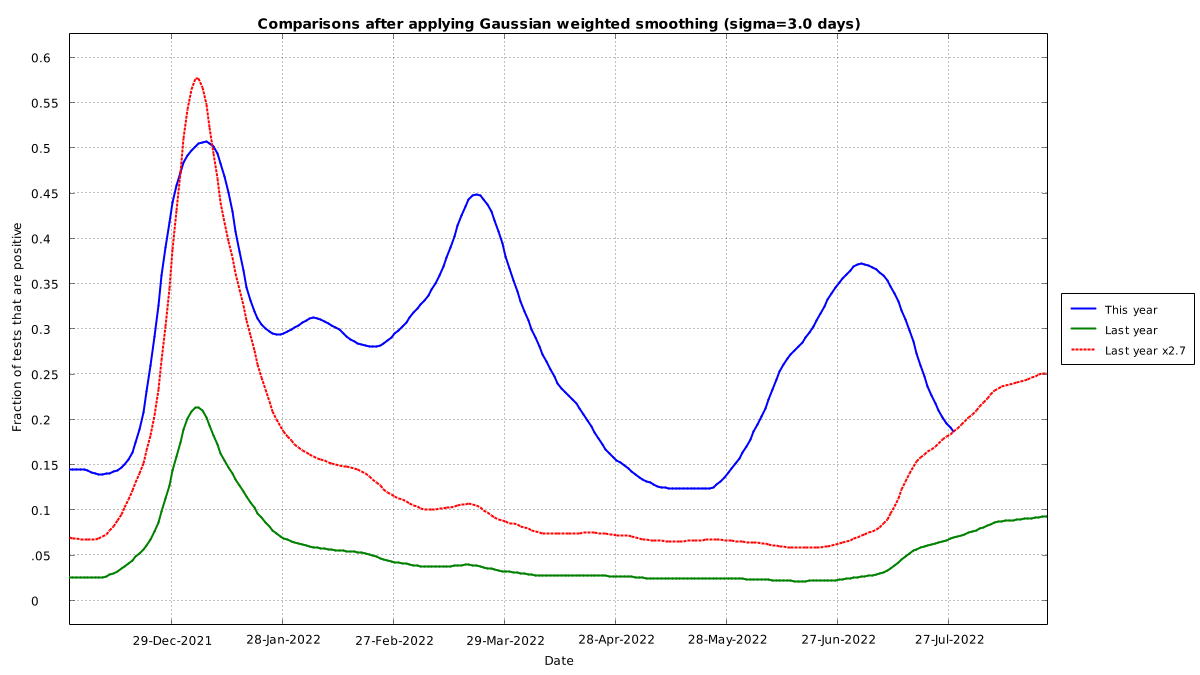 Comparisons after applying Gaussian weighted smoothing (sigma=3.0 days)
0.6
0.55
0.5
0.45
0.4
0.35
0.3
0.25
0.2
0.15
0.1
.05
0
Fraction of tests that are positive
29-Dec-2021 28-Jan-2022 27-Feb-2022 29-Mar-2022 28-Apr-2022 28-May-2022 27-Jun-2022 27-Jul-2022
Date
This year
Last year
Last year x2.7